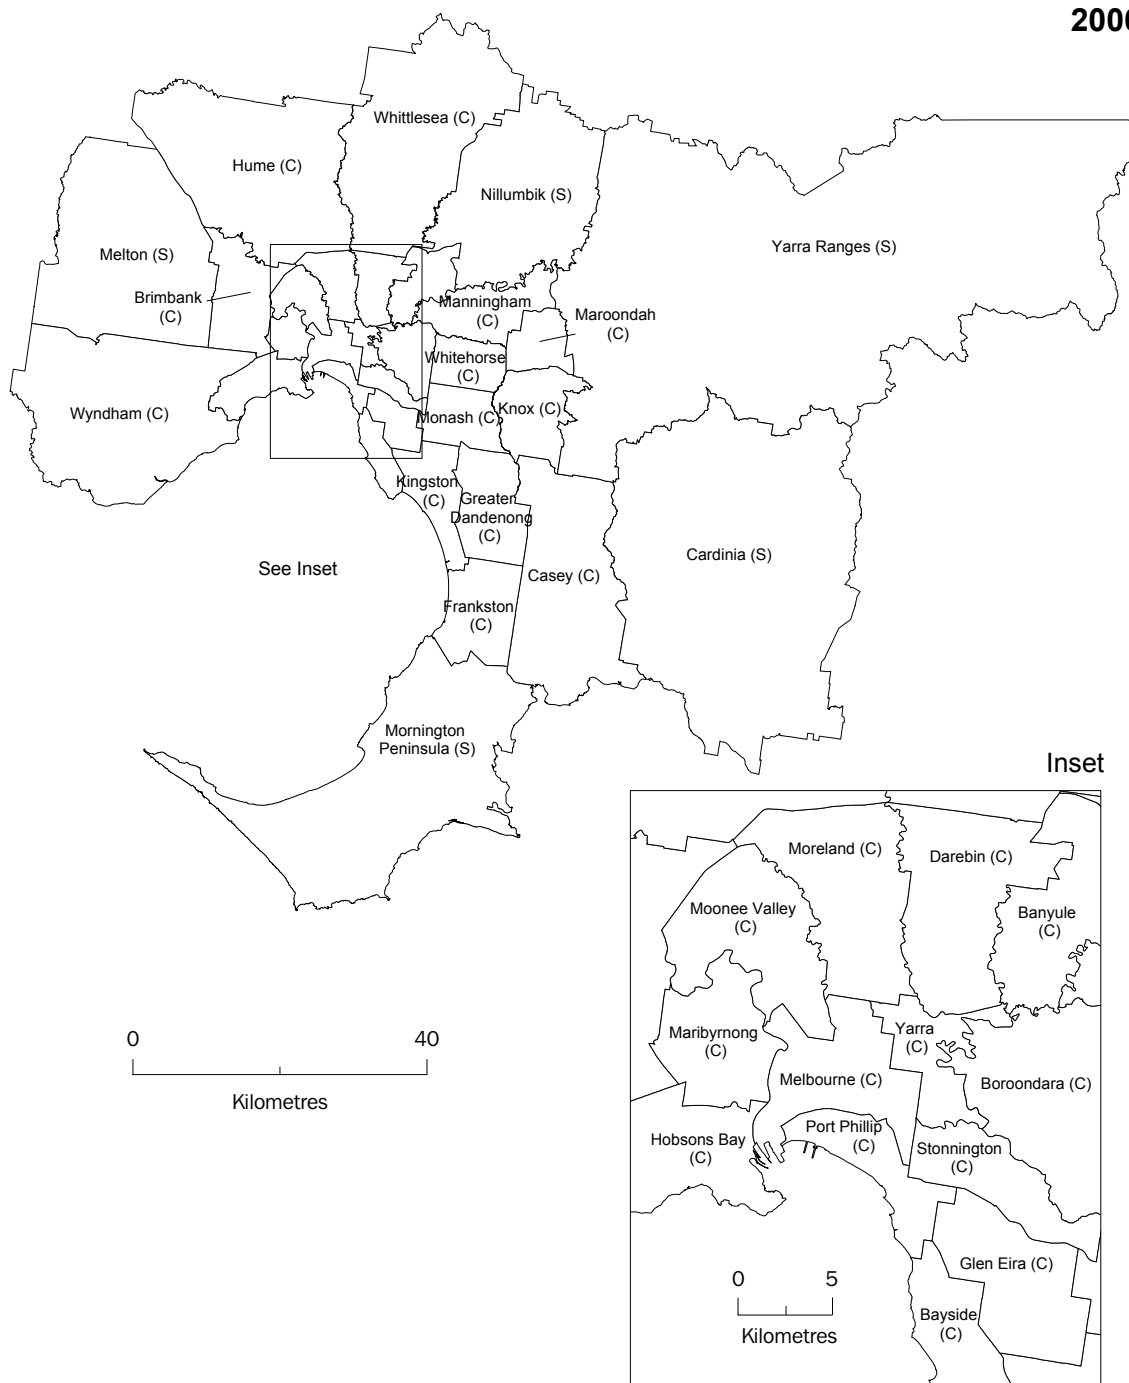 2006
Whittlesea (C)
Hume (C)
Nillumbik (S)
Yarra Ranges (S)
Melton (S)
Brimbank
(C)
Manningham
(C)
Maroondah
(C)
Whitehorse
(C)
Wyndham (C)
Monash (C)
Knox (C)
Kingston
(C)
Greater
Dandenong
(C)
See Inset
Casey (C)
Cardinia (S)
Frankston
(C)
Mornington
Peninsula (S)
0 40
Kilometres
Inset
Moreland (C)
Darebin (C)
Moonee Valley
(C)
Banyule
(C)
Maribyrnong
(C)
Yarra
(C)
Melbourne (C)
Boroondara (C)
Port Phillip
(C)
Hobsons Bay
(C)
Stonnington
(C)
Glen Eira (C)
Bayside
(C)
0 5
Kilometres